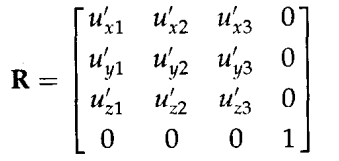 R = [ u′x1 u′x2 u′x3 0
u′y1 u′y2 u′y3 0
u′z1 u′z2 u′z3 0
0 0 0 1 ]